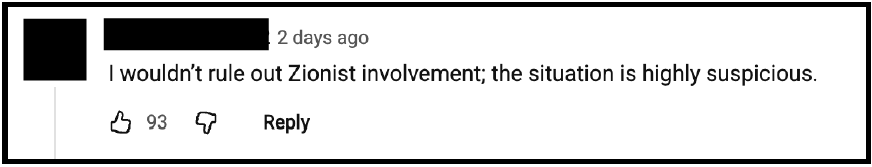 2 days ago
I wouldn't rule out Zionist involvement; the situation is highly suspicious.
93 Reply